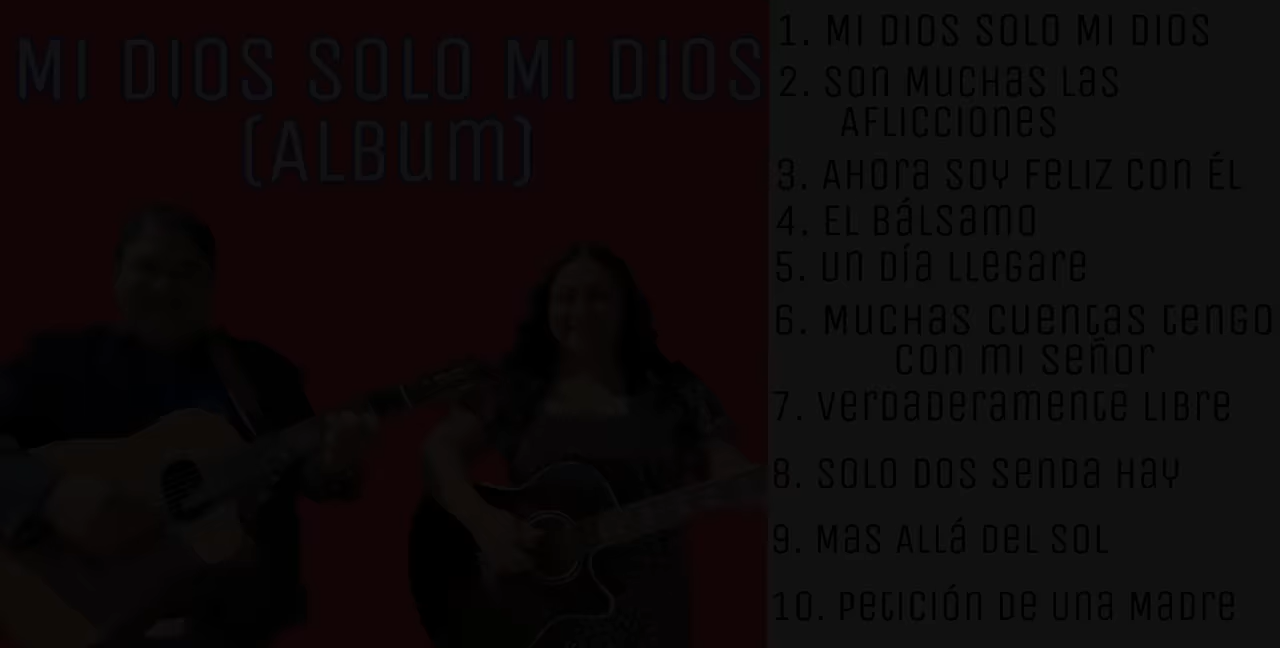 MI DIOS SOLO MI DIOS
(ALBUM)
1. MI DIOS SOLO MI DIOS
2. SON MUCHAS LAS
AFLICCIONES
3. AHORA SOY FELIZ CON ÉL
4. EL BÁLSAMO
5. UN DÍA LLEGARE
6. MUCHAS CUENTAS TENGO
CON MI SEÑOR
7. VERDADERAMENTE LIBRE
8. SOLO DOS SENDA HAY
9. MAS ALLÁ DEL SOL
10. PETICIÓN DE UNA MADRE